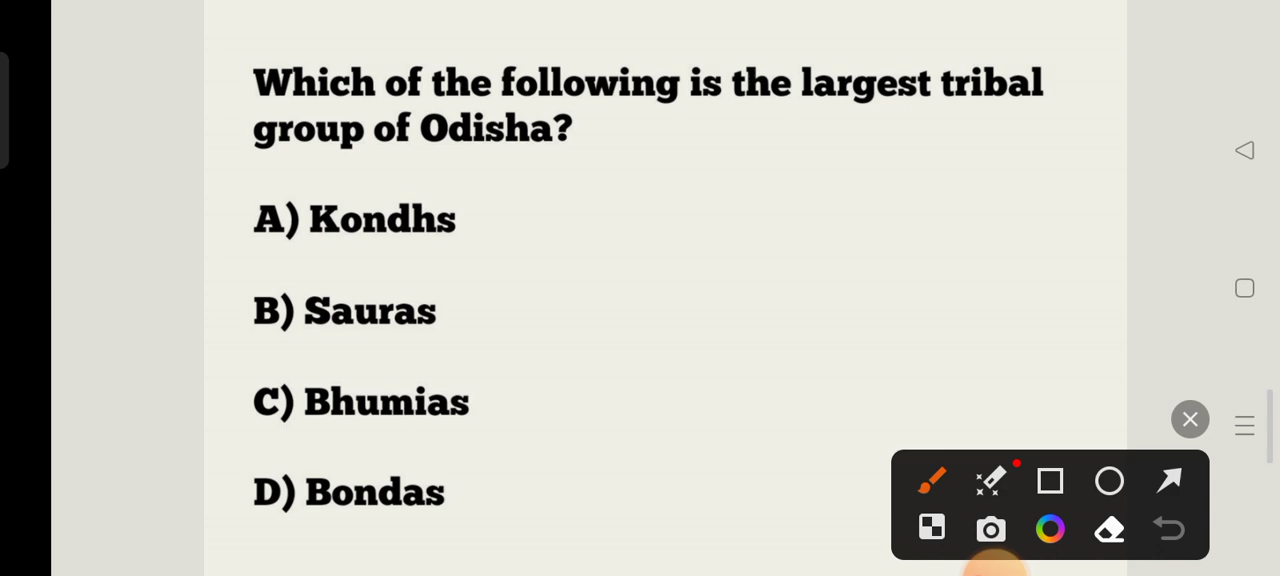 Which of the following is the largest tribal
group of Odisha?
A) Kondhs
B) Sauras
C) Bhumias
D) Bondas